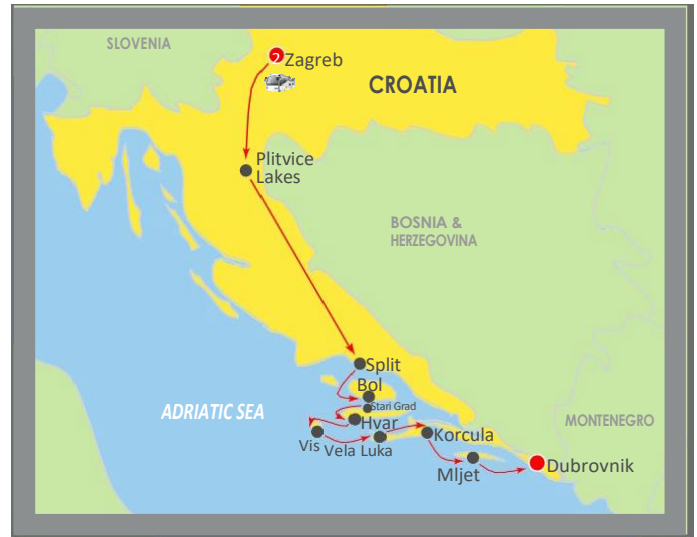 SLOVENIA
2
Zagreb
CROATIA
Plitvice
Lakes
BOSNIA &
HERZEGOVINA
Split
Bol
Stari Grad
ADRIATIC SEA
Hvar
MONTENEGRO
Korcula
Vis
Vela Luka
Mljet
Dubrovnik